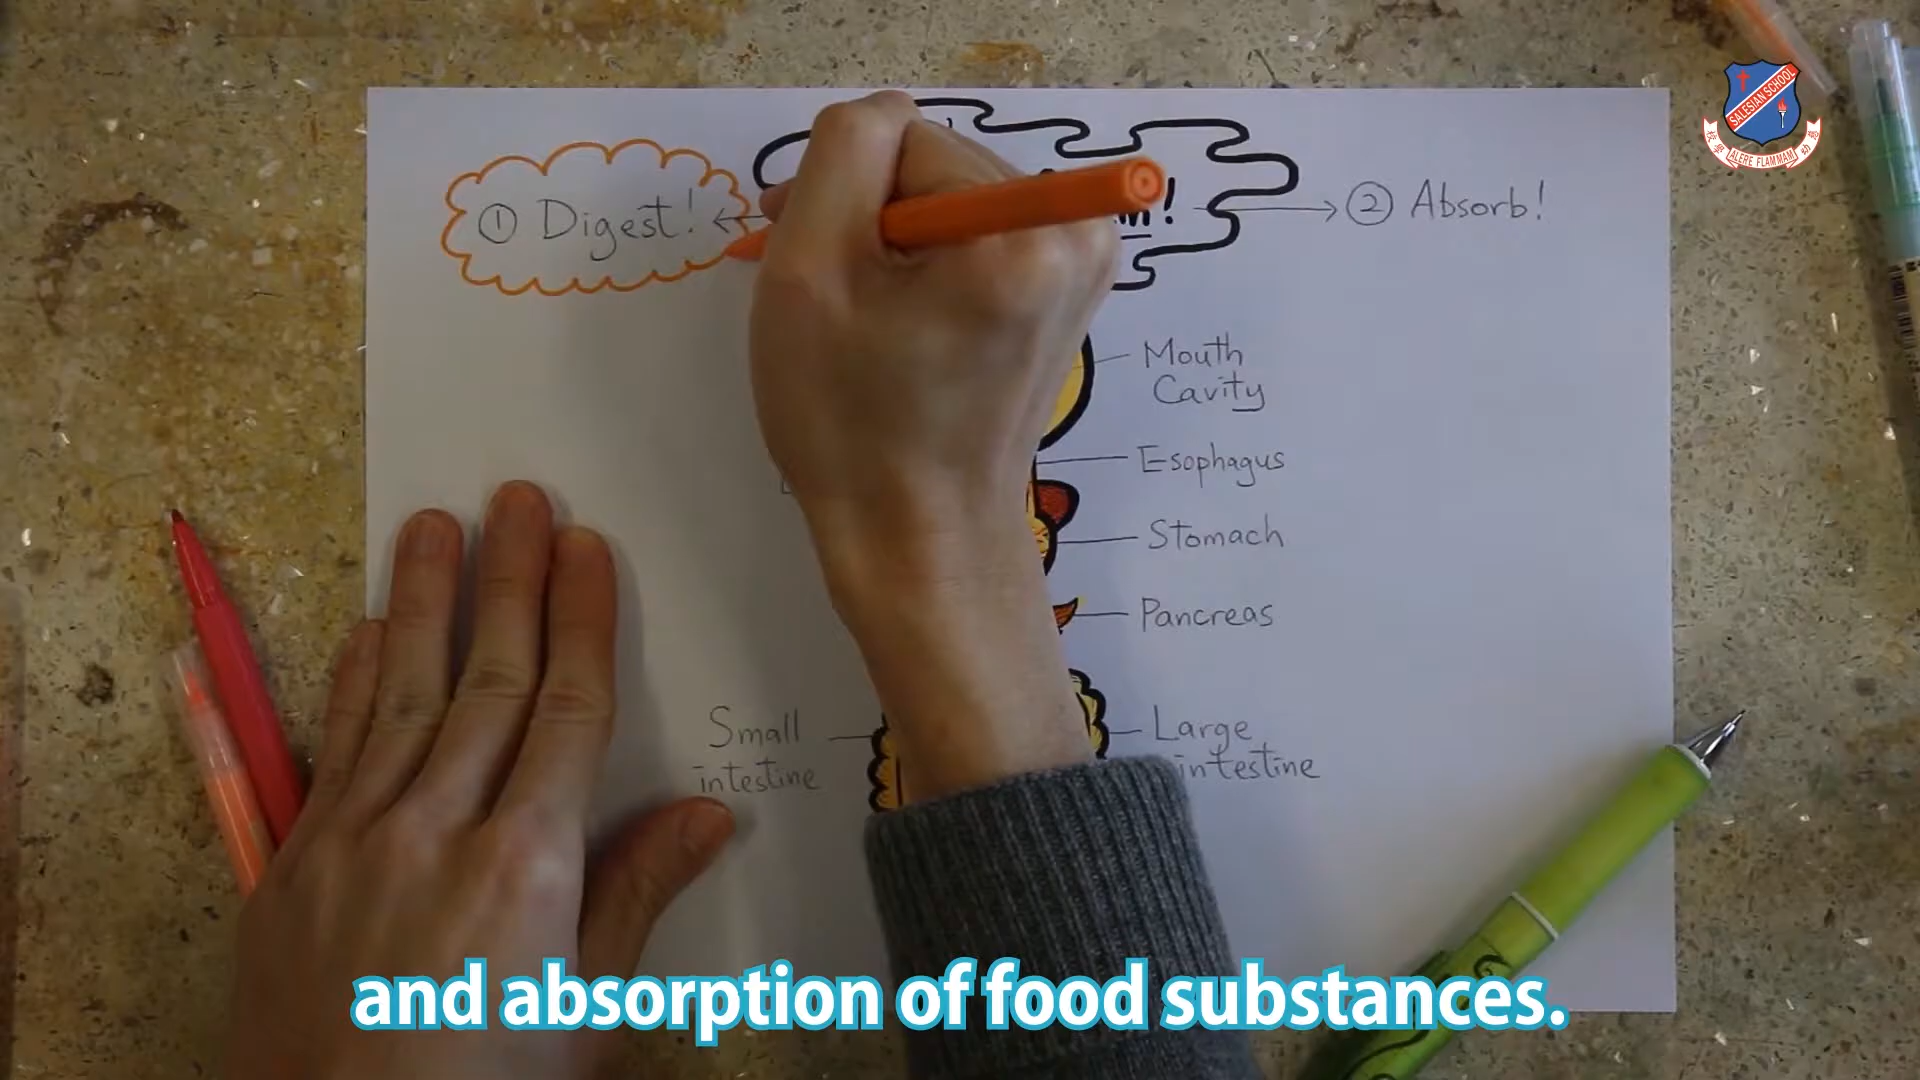 ① Digest!
② Absorb!
Mouth
Cavity
Esophagus
Stomach
Pancreas
Small
intestine
Large
intestine
SALESIAN SCHOOL
ALERE FLAMMAM
and absorption of food substances.